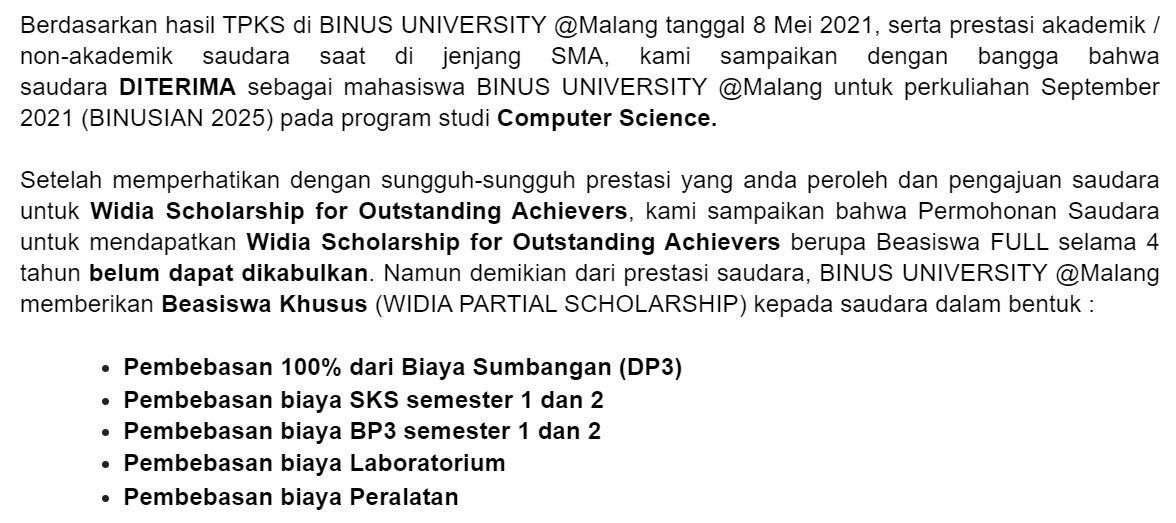 Berdasarkan hasil TPKS di BINUS UNIVERSITY @Malang tanggal 8 Mei 2021, serta prestasi akademik /
non-akademik saudara saat di jenjang SMA, kami sampaikan dengan bangga bahwa
saudara DITERIMA sebagai mahasiswa BINUS UNIVERSITY @Malang untuk perkuliahan September
2021 (BINUSIAN 2025) pada program studi Computer Science.
Setelah memperhatikan dengan sungguh-sungguh prestasi yang anda peroleh dan pengajuan saudara
untuk Widia Scholarship for Outstanding Achievers, kami sampaikan bahwa Permohonan Saudara
untuk mendapatkan Widia Scholarship for Outstanding Achievers berupa Beasiswa FULL selama 4
tahun belum dapat dikabulkan. Namun demikian dari prestasi saudara, BINUS UNIVERSITY @Malang
memberikan Beasiswa Khusus (WIDIA PARTIAL SCHOLARSHIP) kepada saudara dalam bentuk :
• Pembebasan 100% dari Biaya Sumbangan (DP3)
• Pembebasan biaya SKS semester 1 dan 2
• Pembebasan biaya BP3 semester 1 dan 2
• Pembebasan biaya Laboratorium
• Pembebasan biaya Peralatan